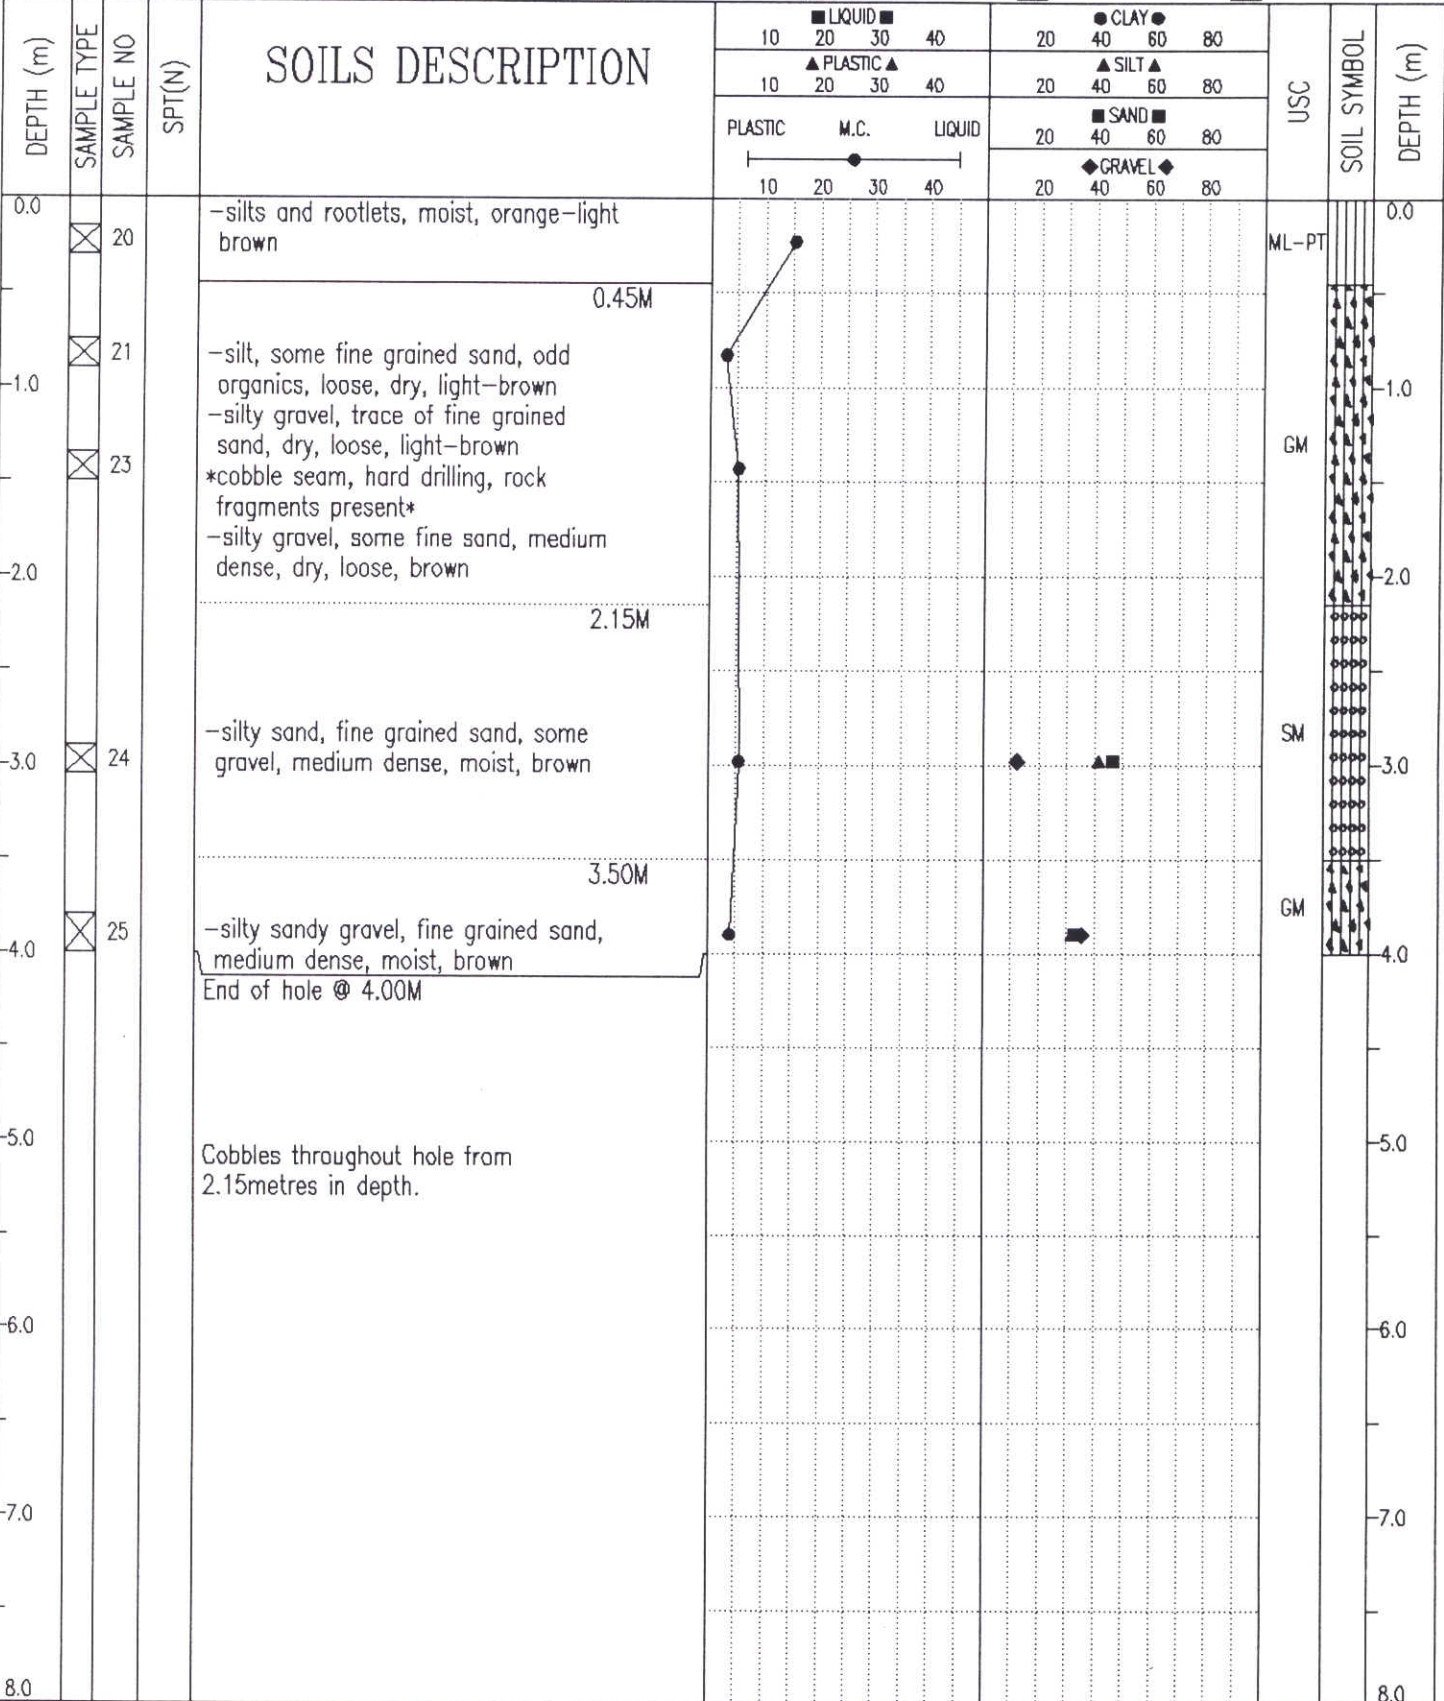 DEPTH (m)
SAMPLE TYPE
SAMPLE NO
SPT(N)
SOILS DESCRIPTION
■ LIQUID ■
10 20 30 40
▲ PLASTIC ▲
10 20 30 40
PLASTIC M.C. LIQUID
10 20 30 40
● CLAY ●
20 40 60 80
▲ SILT ▲
20 40 60 80
■ SAND ■
20 40 60 80
◆GRAVEL◆
20 40 60 80
USC
SOIL SYMBOL
DEPTH (m)
0.0
20
-silts and rootlets, moist, orange-light
brown
ML-PT
0.0
0.45M
21
-silt, some fine grained sand, odd
organics, loose, dry, light-brown
-1.0
-1.0
-silty gravel, trace of fine grained
sand, dry, loose, light-brown
GM
23
*cobble seam, hard drilling, rock
fragments present*
-silty gravel, some fine sand, medium
dense, dry, loose, brown
-2.0
-2.0
2.15M
-silty sand, fine grained sand, some
gravel, medium dense, moist, brown
SM
24
-3.0
-3.0
3.50M
GM
25
-silty sandy gravel, fine grained sand,
medium dense, moist, brown
-4.0
-4.0
End of hole @ 4.00M
-5.0
-5.0
Cobbles throughout hole from
2.15metres in depth.
-6.0
-6.0
-7.0
-7.0
8.0
8.0